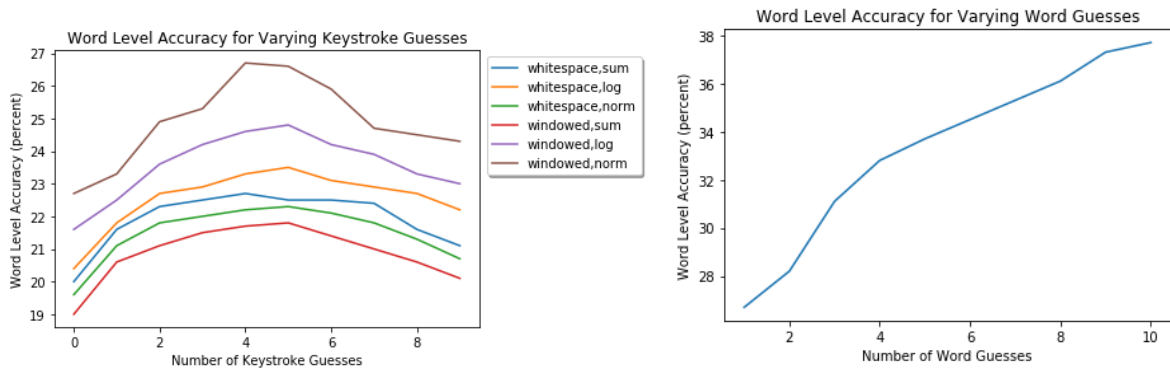 Word Level Accuracy for Varying Keystroke Guesses
27
26
25
24
23
22
21
20
19
Word Level Accuracy (percent)
0 2 4 6 8
Number of Keystroke Guesses
whitespace,sum
whitespace,log
whitespace,norm
windowed,sum
windowed,log
windowed,norm
Word Level Accuracy for Varying Word Guesses
38
36
34
32
30
28
Word Level Accuracy (percent)
2 4 6 8 10
Number of Word Guesses